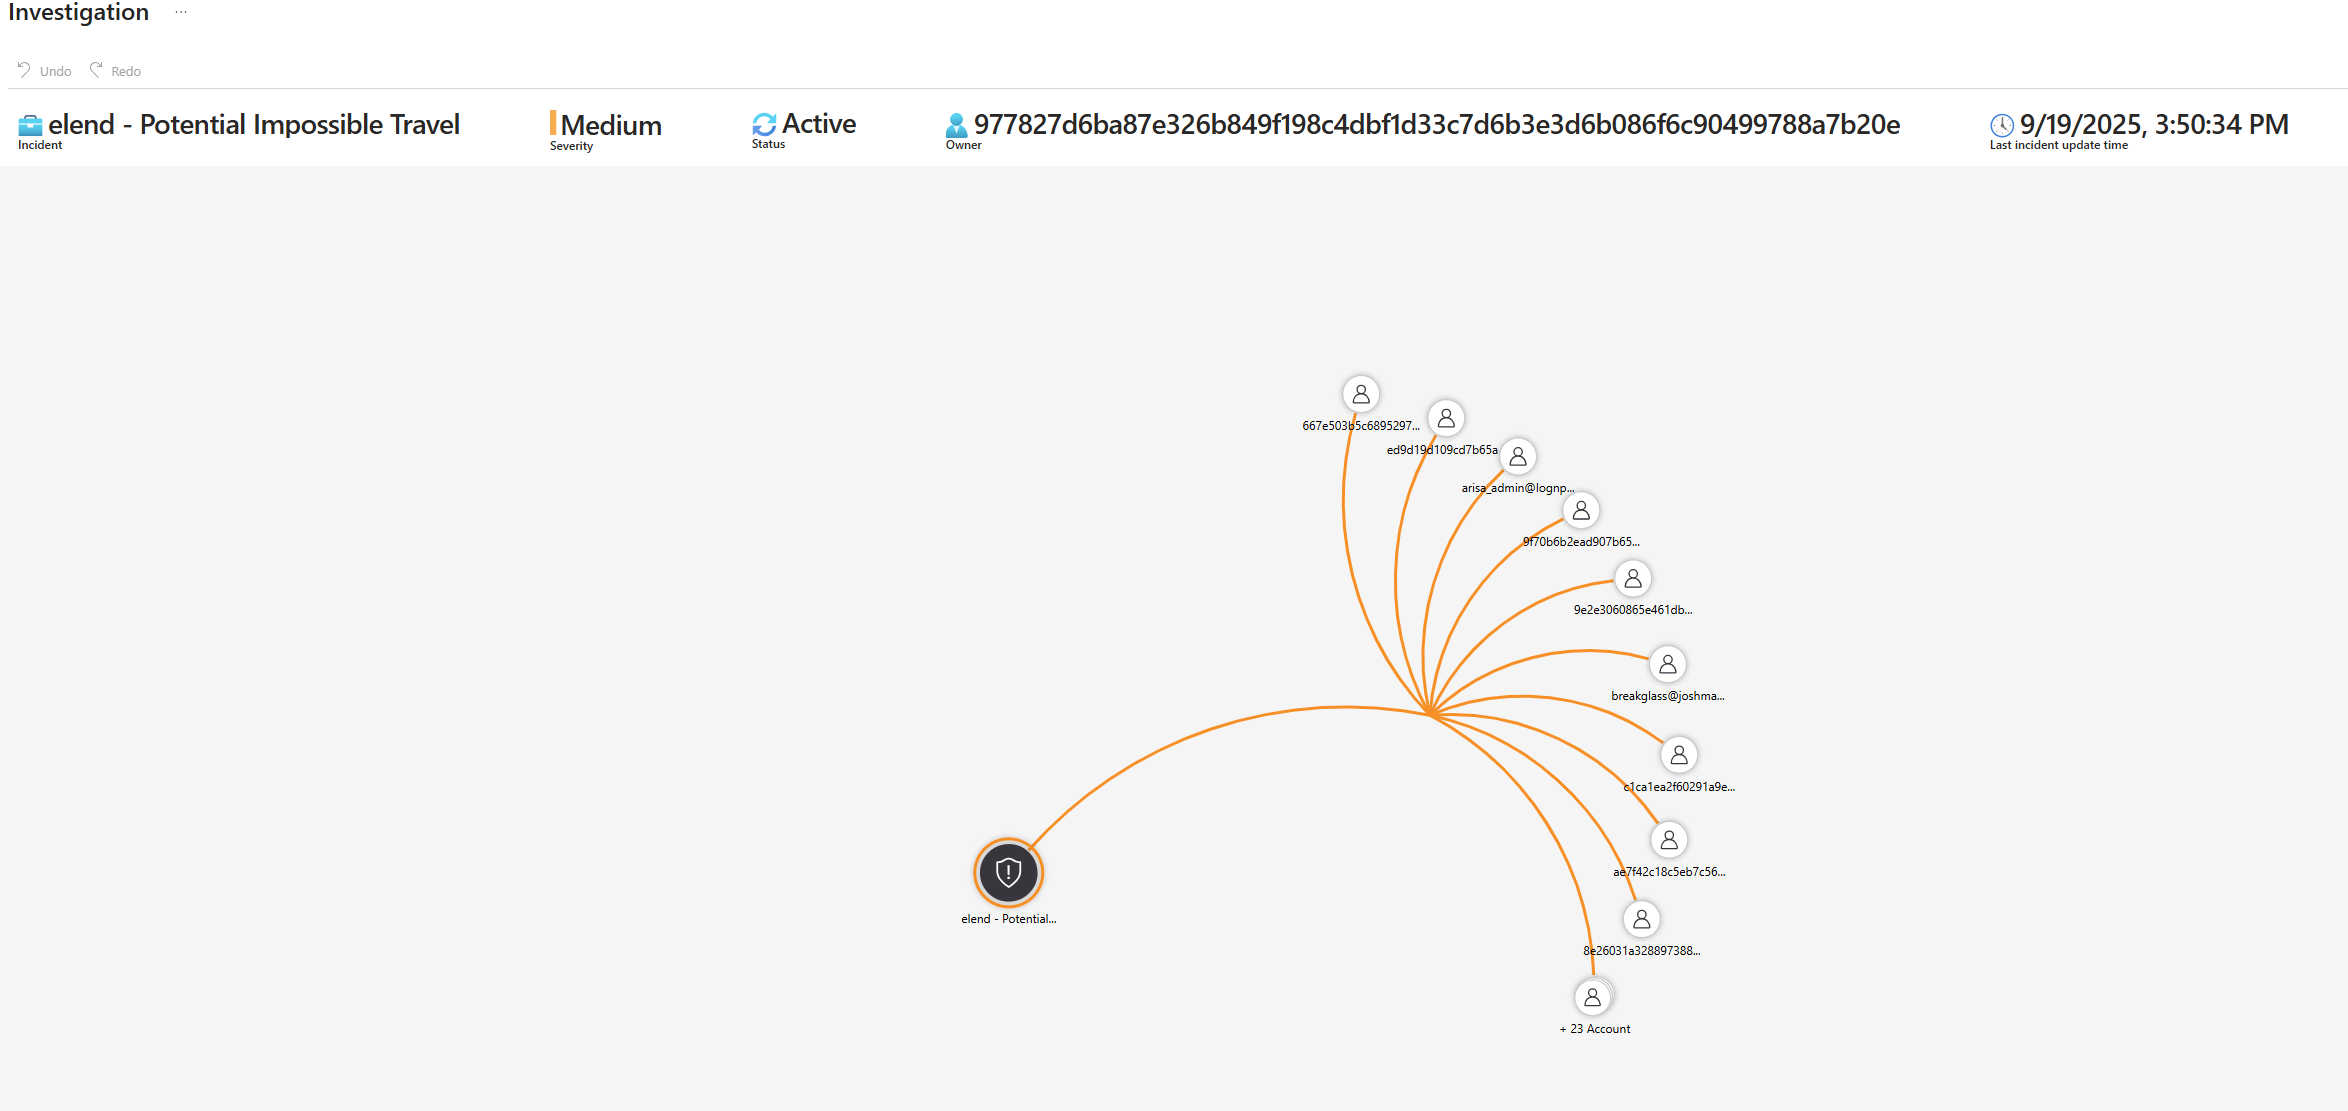 Investigation ...
Undo Redo
elend - Potential Impossible Travel
Incident
Medium
Severity
Active
Status
977827d6ba87e326b849f198c4dbf1d33c7d6b3e3d6b086f6c90499788a7b20e
Owner
9/19/2025, 3:50:34 PM
Last incident update time
667e503b5c6895297...
ed9d19d109cd7b65a
arisa_admin@lognp...
9f70b6b2ead907b65...
9e2e3060865e461db...
breakglass@joshma...
c1ca1ea2f60291a9e...
ae7f42c18c5eb7c56...
elend - Potential...
8e26031a328897388...
+ 23 Account